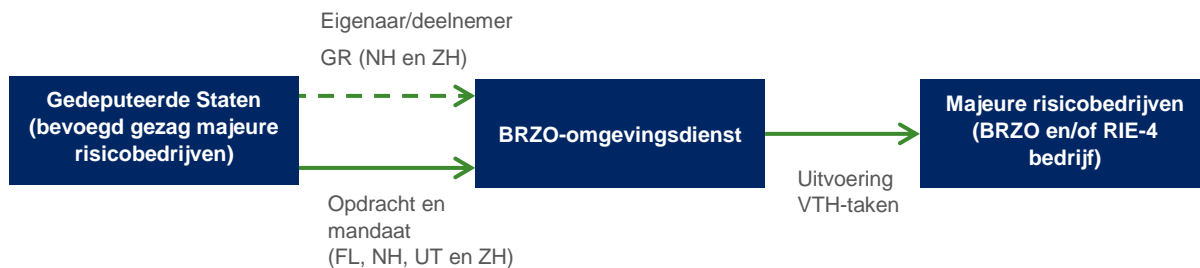 Eigenaar/deelnemer
GR (NH en ZH)
Gedeputeerde Staten
(bevoegd gezag majeure
risicobedrijven)
BRZO-omgevingsdienst
Majeure risicobedrijven
(BRZO en/of RIE-4
bedrijf)
Opdracht en
mandaat
(FL, NH, UT en ZH)
Uitvoering
VTH-taken